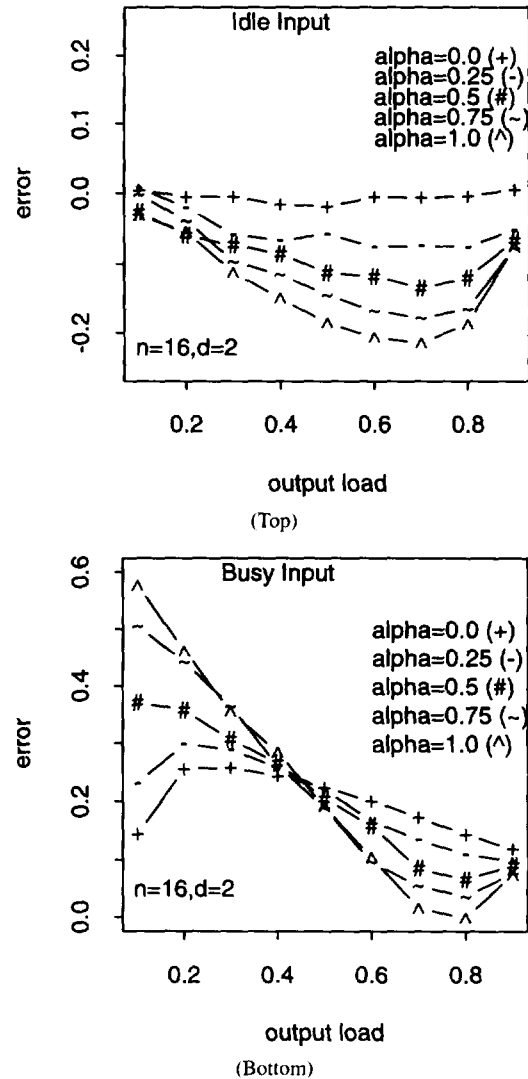 Idle Input
0.2
0.1
0.0
-0.2
error
alpha=0.0 (+)
alpha=0.25 (-)
alpha=0.5 (#)
alpha=0.75 (~)
alpha=1.0 (^)
n=16,d=2
0.2 0.4 0.6 0.8
output load
(Top)
Busy Input
0.6
0.4
0.2
0.0
error
alpha=0.0 (+)
alpha=0.25 (-)
alpha=0.5 (#)
alpha=0.75 (~)
alpha=1.0 (^)
n=16,d=2
0.2 0.4 0.6 0.8
output load
(Bottom)